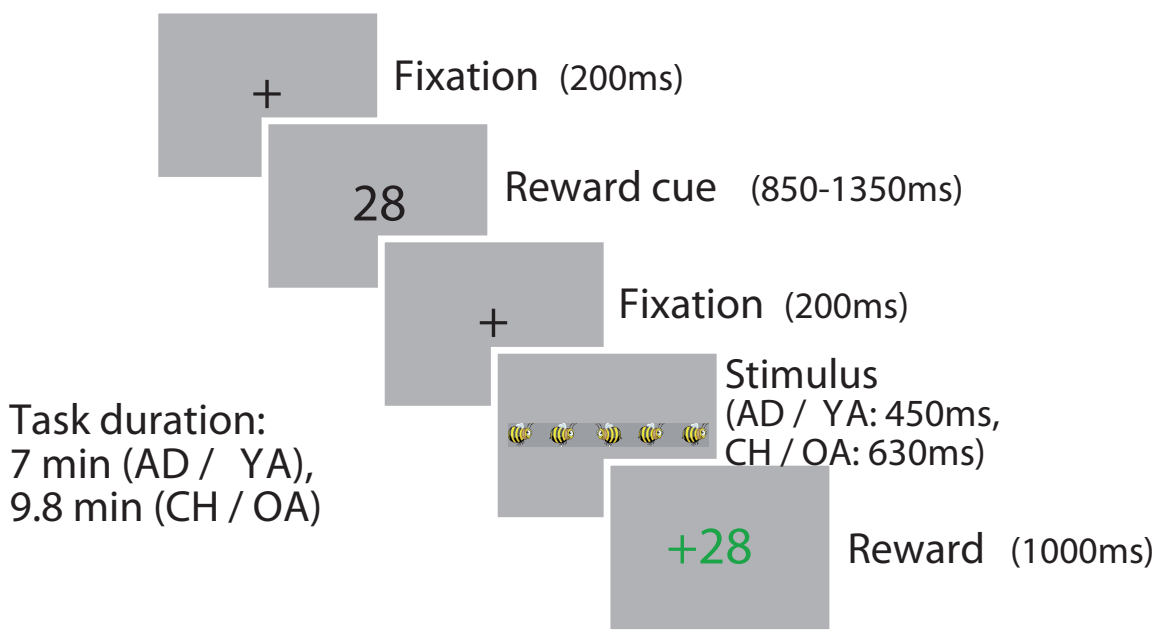 +
Fixation (200ms)
28
Reward cue (850-1350ms)
+
Fixation (200ms)
Stimulus
(AD / YA: 450ms,
CH / OA: 630ms)
Task duration:
7 min (AD / YA),
9.8 min (CH / OA)
+28
Reward (1000ms)